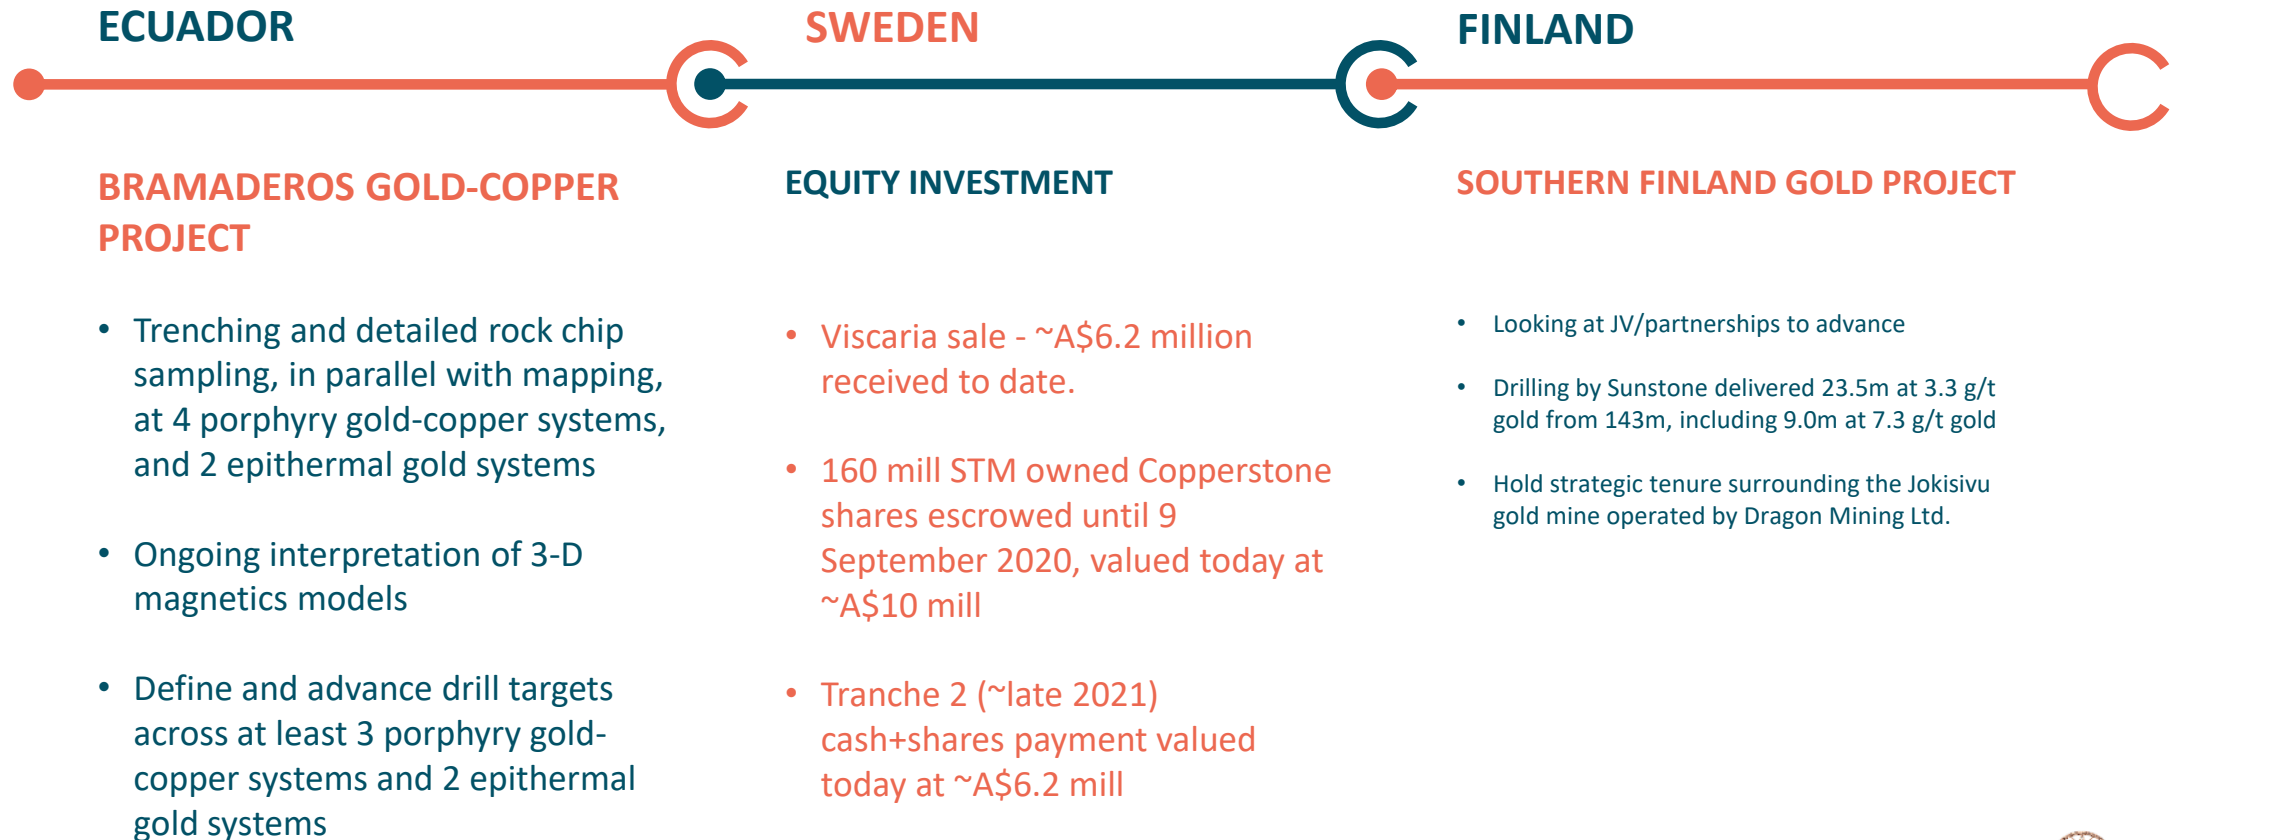 ECUADOR
SWEDEN
FINLAND
BRAMADEROS GOLD-COPPER
PROJECT
• Trenching and detailed rock chip
sampling, in parallel with mapping,
at 4 porphyry gold-copper systems,
and 2 epithermal gold systems
• Ongoing interpretation of 3-D
magnetics models
• Define and advance drill targets
across at least 3 porphyry gold-
copper systems and 2 epithermal
gold systems
EQUITY INVESTMENT
• Viscaria sale - ~A$6.2 million
received to date.
• 160 mill STM owned Copperstone
shares escrowed until 9
September 2020, valued today at
~A$10 mill
• Tranche 2 (~late 2021)
cash+shares payment valued
today at ~A$6.2 mill
SOUTHERN FINLAND GOLD PROJECT
• Looking at JV/partnerships to advance
• Drilling by Sunstone delivered 23.5m at 3.3 g/t
gold from 143m, including 9.0m at 7.3 g/t gold
• Hold strategic tenure surrounding the Jokisivu
gold mine operated by Dragon Mining Ltd.